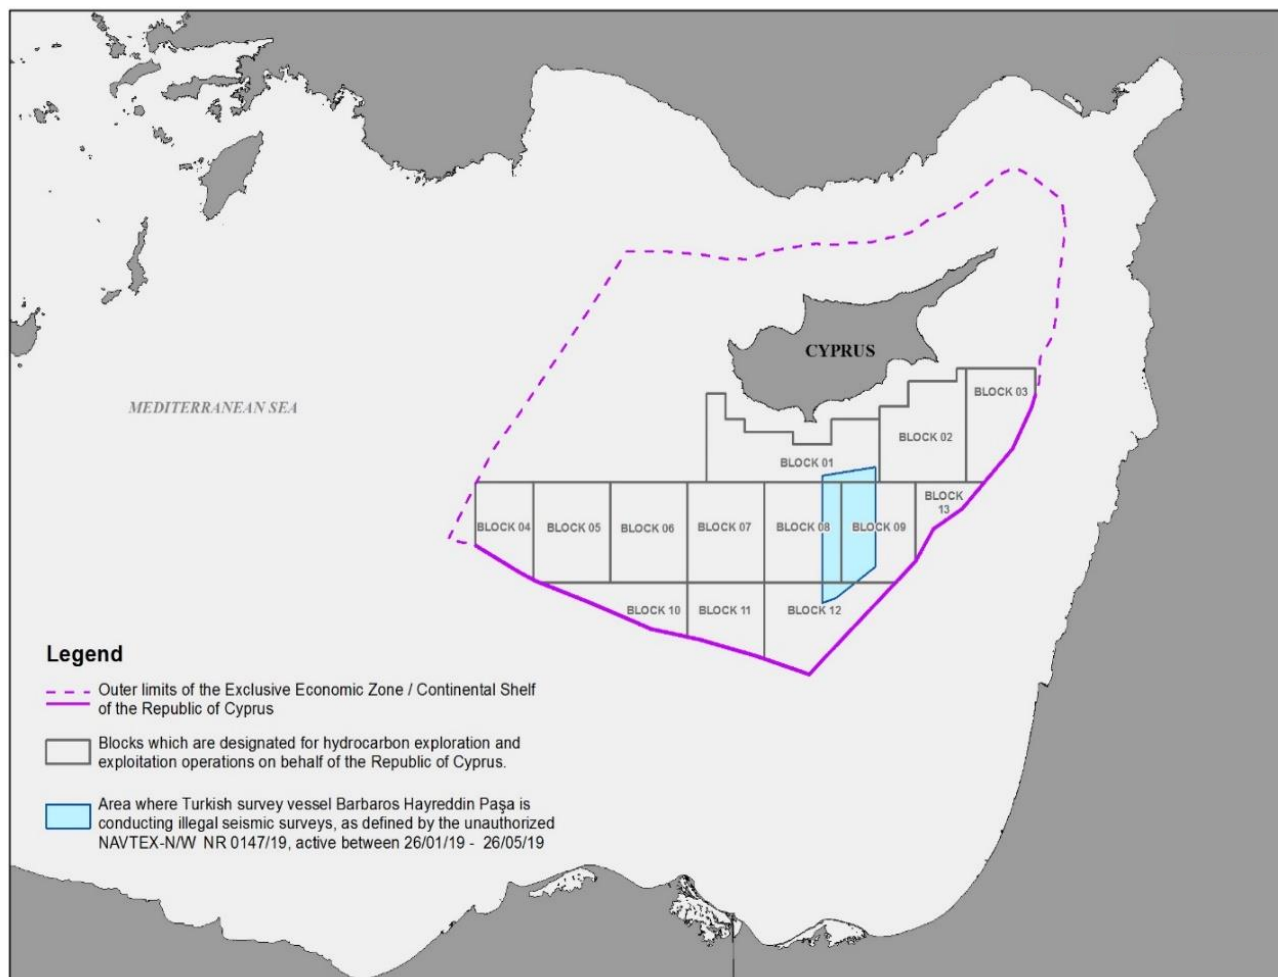 CYPRUS
MEDITERRANEAN SEA
BLOCK 03
BLOCK 02
BLOCK 01
BLOCK 04
BLOCK 05
BLOCK 06
BLOCK 07
BLOCK 08
BLOCK 09
BLOCK
13
BLOCK 10
BLOCK 11
BLOCK 12
Legend
Outer limits of the Exclusive Economic Zone / Continental Shelf
of the Republic of Cyprus
Blocks which are designated for hydrocarbon exploration and
exploitation operations on behalf of the Republic of Cyprus.
Area where Turkish survey vessel Barbaros Hayreddin Paşa is
conducting illegal seismic surveys, as defined by the unauthorized
NAVTEX-N/W NR 0147/19, active between 26/01/19 - 26/05/19